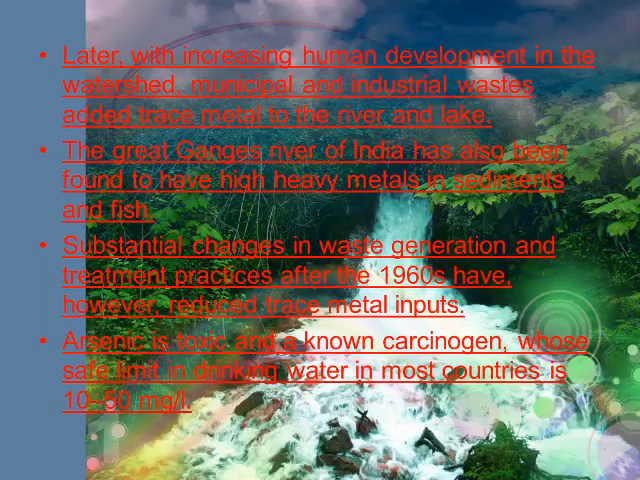 • Later, with increasing human development in the
watershed, municipal and industrial wastes
added trace metal to the river and lake.
• The great Ganges river of India has also been
found to have high heavy metals in sediments
and fish.
• Substantial changes in waste generation and
treatment practices after the 1960s have,
however, reduced trace metal inputs.
• Arsenic is toxic and a known carcinogen, whose
safe limit in drinking water in most countries is
10–50 mg/l.